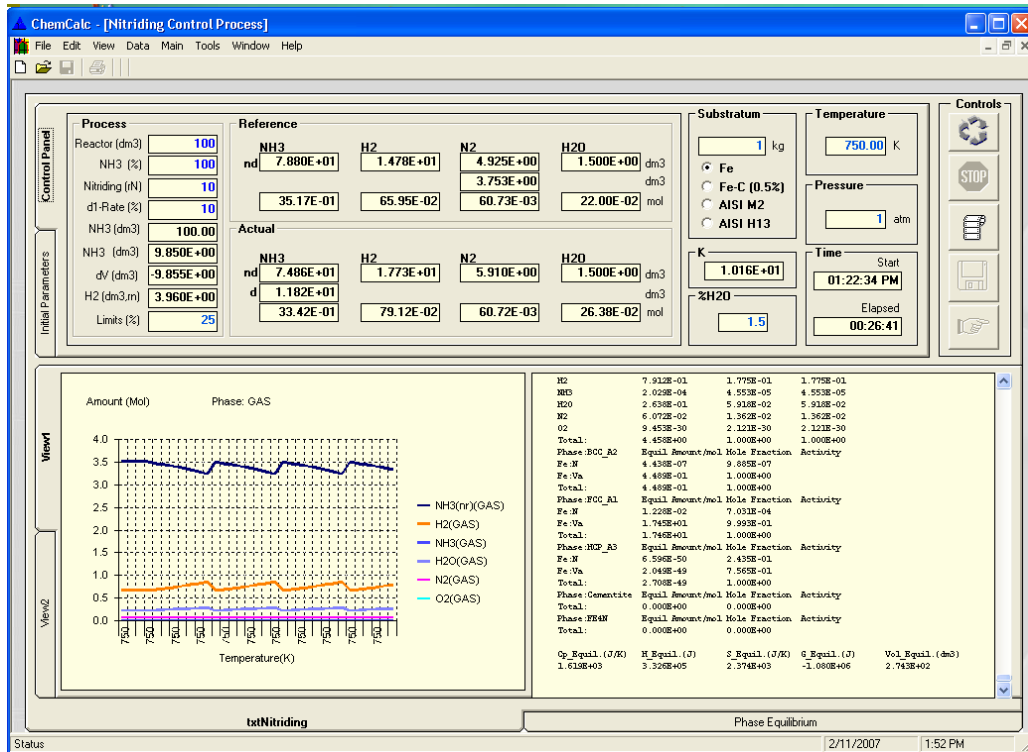 ChemCalc - [Nitriding Control Process]
File Edit View Data Main Tools Window Help
Controls
Control Panel
Initial Parameters
Process
Reactor (dm3) 100
NH3 (%) 100
Nitriding (rN) 10
d1-Rate (%) 10
NH3 (dm3) 100.00
NH3 (dm3) 9.850E+00
dV (dm3) -9.855E+00
H2 (dm3,m) 3.960E+00
Limits (%) 25
Reference
NH3 H2 N2 H2O
nd 7.880E+01 1.478E+01 4.925E+00 1.500E+00 dm3
3.753E+00 dm3
35.17E-01 65.95E-02 60.73E-03 22.00E-02 mol
Actual
NH3 H2 N2 H2O
nd 7.486E+01 1.773E+01 5.910E+00 1.500E+00 dm3
d 1.182E+01 dm3
33.42E-01 79.12E-02 60.72E-03 26.38E-02 mol
Substratum
1 kg
Fe
Fe-C (0.5%)
AISI M2
AISI H13
K
1.016E+01
%H2O
1.5
Temperature
750.00 K
Pressure
1 atm
Time
Start
01:22:34 PM
Elapsed
00:26:41
STOP
View1
View2
Amount (Mol) Phase: GAS
4.0
3.5
3.0
2.5
2.0
1.5
1.0
0.5
0.0
750. 750. 750. 750. 750. 750. 750. 750. 750. 750. 750.
Temperature(K)
NH3(nr)(GAS)
H2(GAS)
NH3(GAS)
H2O(GAS)
N2(GAS)
O2(GAS)
H2 7.912E-01 1.775E-01 1.775E-01
NH3 2.029E-04 4.553E-05 4.553E-05
H2O 2.638E-01 5.918E-02 5.918E-02
N2 6.072E-02 1.362E-02 1.362E-02
O2 9.453E-30 2.121E-30 2.121E-30
Total: 4.458E+00 1.000E+00 1.000E+00
Phase:BCC_A2 Equil Amount/mol Mole Fraction Activity
Fe:N 4.438E-07 9.885E-07
Fe:Va 4.489E-01 1.000E+00
Total: 4.489E-01 1.000E+00
Phase:FCC_A1 Equil Amount/mol Mole Fraction Activity
Fe:N 1.228E-02 7.031E-04
Fe:Va 1.745E+01 9.993E-01
Total: 1.746E+01 1.000E+00
Phase:HCP_A3 Equil Amount/mol Mole Fraction Activity
Fe:N 6.596E-50 2.435E-01
Fe:Va 2.049E-49 7.565E-01
Total: 2.708E-49 1.000E+00
Phase:Cementite Equil Amount/mol Mole Fraction Activity
Total: 0.000E+00 0.000E+00
Phase:FE4N Equil Amount/mol Mole Fraction Activity
Total: 0.000E+00 0.000E+00
Cp_Equil.(J/K) H_Equil.(J) S_Equil.(J/K) G_Equil.(J) Vol_Equil.(dm3)
1.619E+03 3.326E+05 2.374E+03 -1.080E+06 2.743E+02
txtNitriding
Phase Equilibrium
Status 2/11/2007 1:52 PM